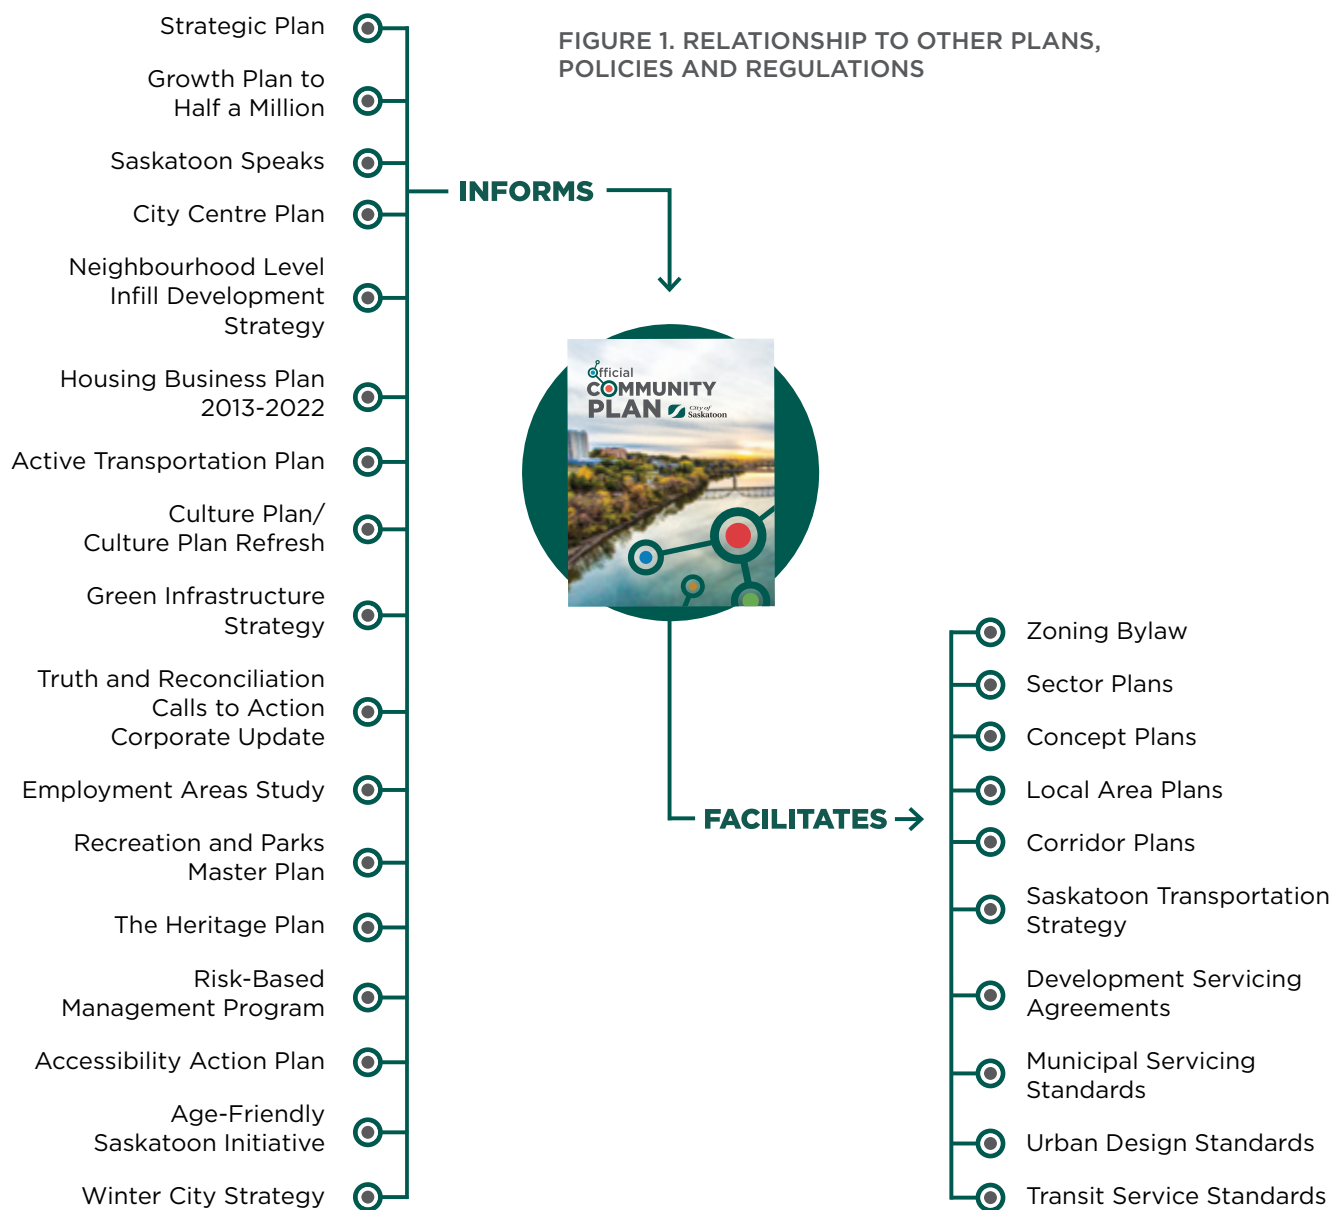 FIGURE 1. RELATIONSHIP TO OTHER PLANS,
POLICIES AND REGULATIONS
Strategic Plan
Growth Plan to
Half a Million
Saskatoon Speaks
City Centre Plan
Neighbourhood Level
Infill Development
Strategy
Housing Business Plan
2013-2022
Active Transportation Plan
Culture Plan/
Culture Plan Refresh
Green Infrastructure
Strategy
Truth and Reconciliation
Calls to Action
Corporate Update
Employment Areas Study
Recreation and Parks
Master Plan
The Heritage Plan
Risk-Based
Management Program
Accessibility Action Plan
Age-Friendly
Saskatoon Initiative
Winter City Strategy
INFORMS
Official
COMMUNITY
PLAN
City of
Saskatoon
FACILITATES
Zoning Bylaw
Sector Plans
Concept Plans
Local Area Plans
Corridor Plans
Saskatoon Transportation
Strategy
Development Servicing
Agreements
Municipal Servicing
Standards
Urban Design Standards
Transit Service Standards